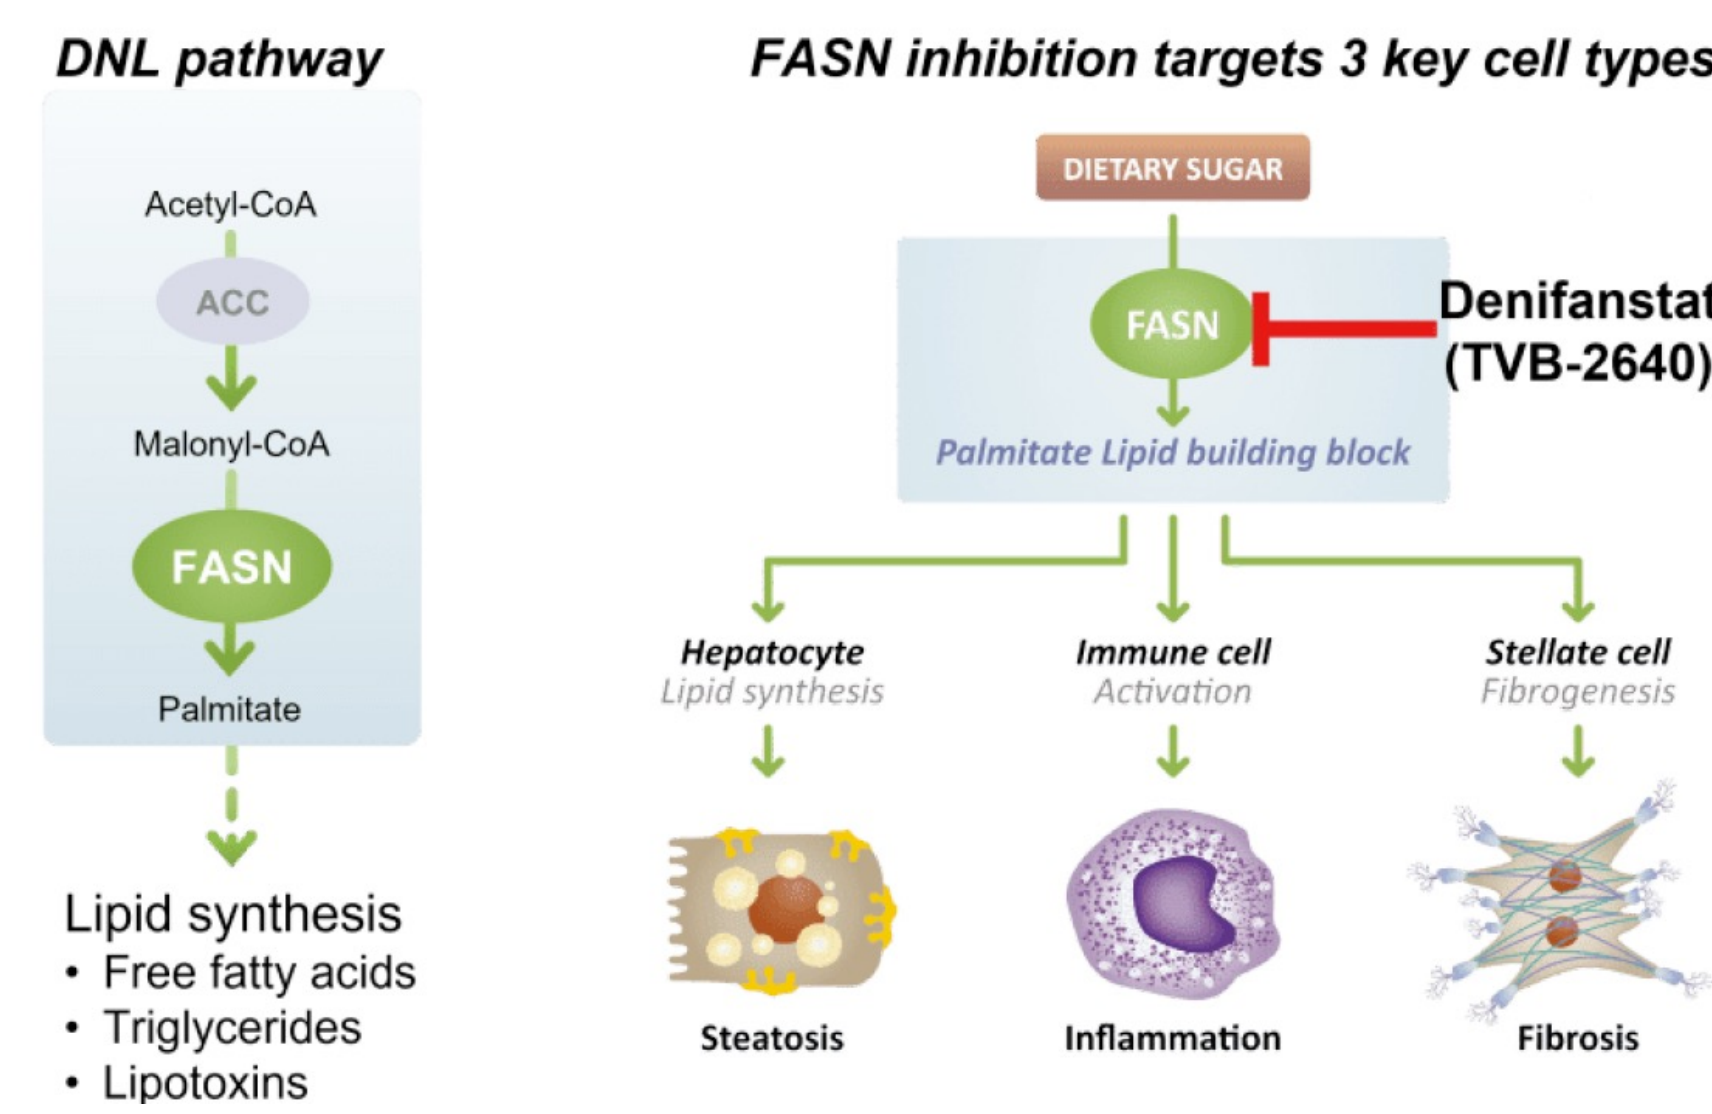 DNL pathway
Acetyl-CoA
ACC
Malonyl-CoA
FASN
Palmitate
Lipid synthesis
• Free fatty acids
• Triglycerides
• Lipotoxins
FASN inhibition targets 3 key cell types
DIETARY SUGAR
FASN
Denifanstat
(TVB-2640)
Palmitate Lipid building block
Hepatocyte
Lipid synthesis
Steatosis
Immune cell
Activation
Inflammation
Stellate cell
Fibrogenesis
Fibrosis